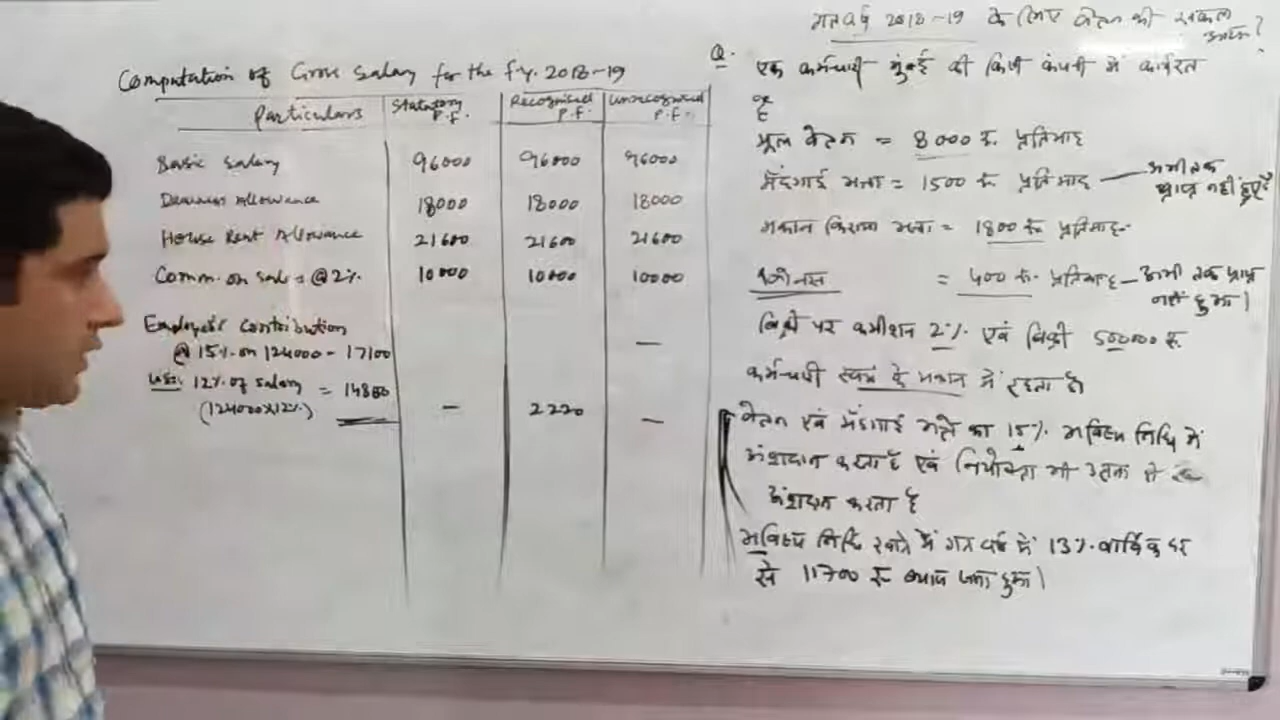 Computation of Gross Salary for the f.y. 2018-19
Particulars Statutory P.F. Recognised P.F. Unrecognised P.F.
Basic Salary 96000 96000 96000
Dearness Allowance 18000 18000 18000
House Rent Allowance 21600 21600 21600
Comm. on sales @ 2% 10000 10000 10000
Employer's Contribution
@ 15% on 124000 - 17100 —
Less: 12% of salary = 14880
(124000x12%) — 2220 —
गतवर्ष 2018-19 के लिए वेतन की सकल आय?
Q. एक कर्मचारी मुंबई की किसी कंपनी में कार्यरत
है
मूल वेतन = 8000 रु. प्रतिमाह
मँहगाई भत्ता = 1500 रु. प्रतिमाह — अभी तक प्राप्त नहीं हुए है
मकान किराया भत्ता = 1800 रु. प्रतिमाह.
बोनस = 400 रु. प्रतिमाह — अभी तक प्राप्त नहीं हुआ।
बिक्री पर कमीशन 2% एवं बिक्री 500000 रु.
कर्मचारी स्वयं के मकान में रहता है।
वेतन एवं मँहगाई भत्ते का 15% भविष्य निधि में
अंशदान करता है एवं नियोक्ता भी उतना ही
अंशदान करता है
भविष्य निधि खाते में गत वर्ष में 13% वार्षिक दर
से 11700 रु ब्याज जमा हुआ।